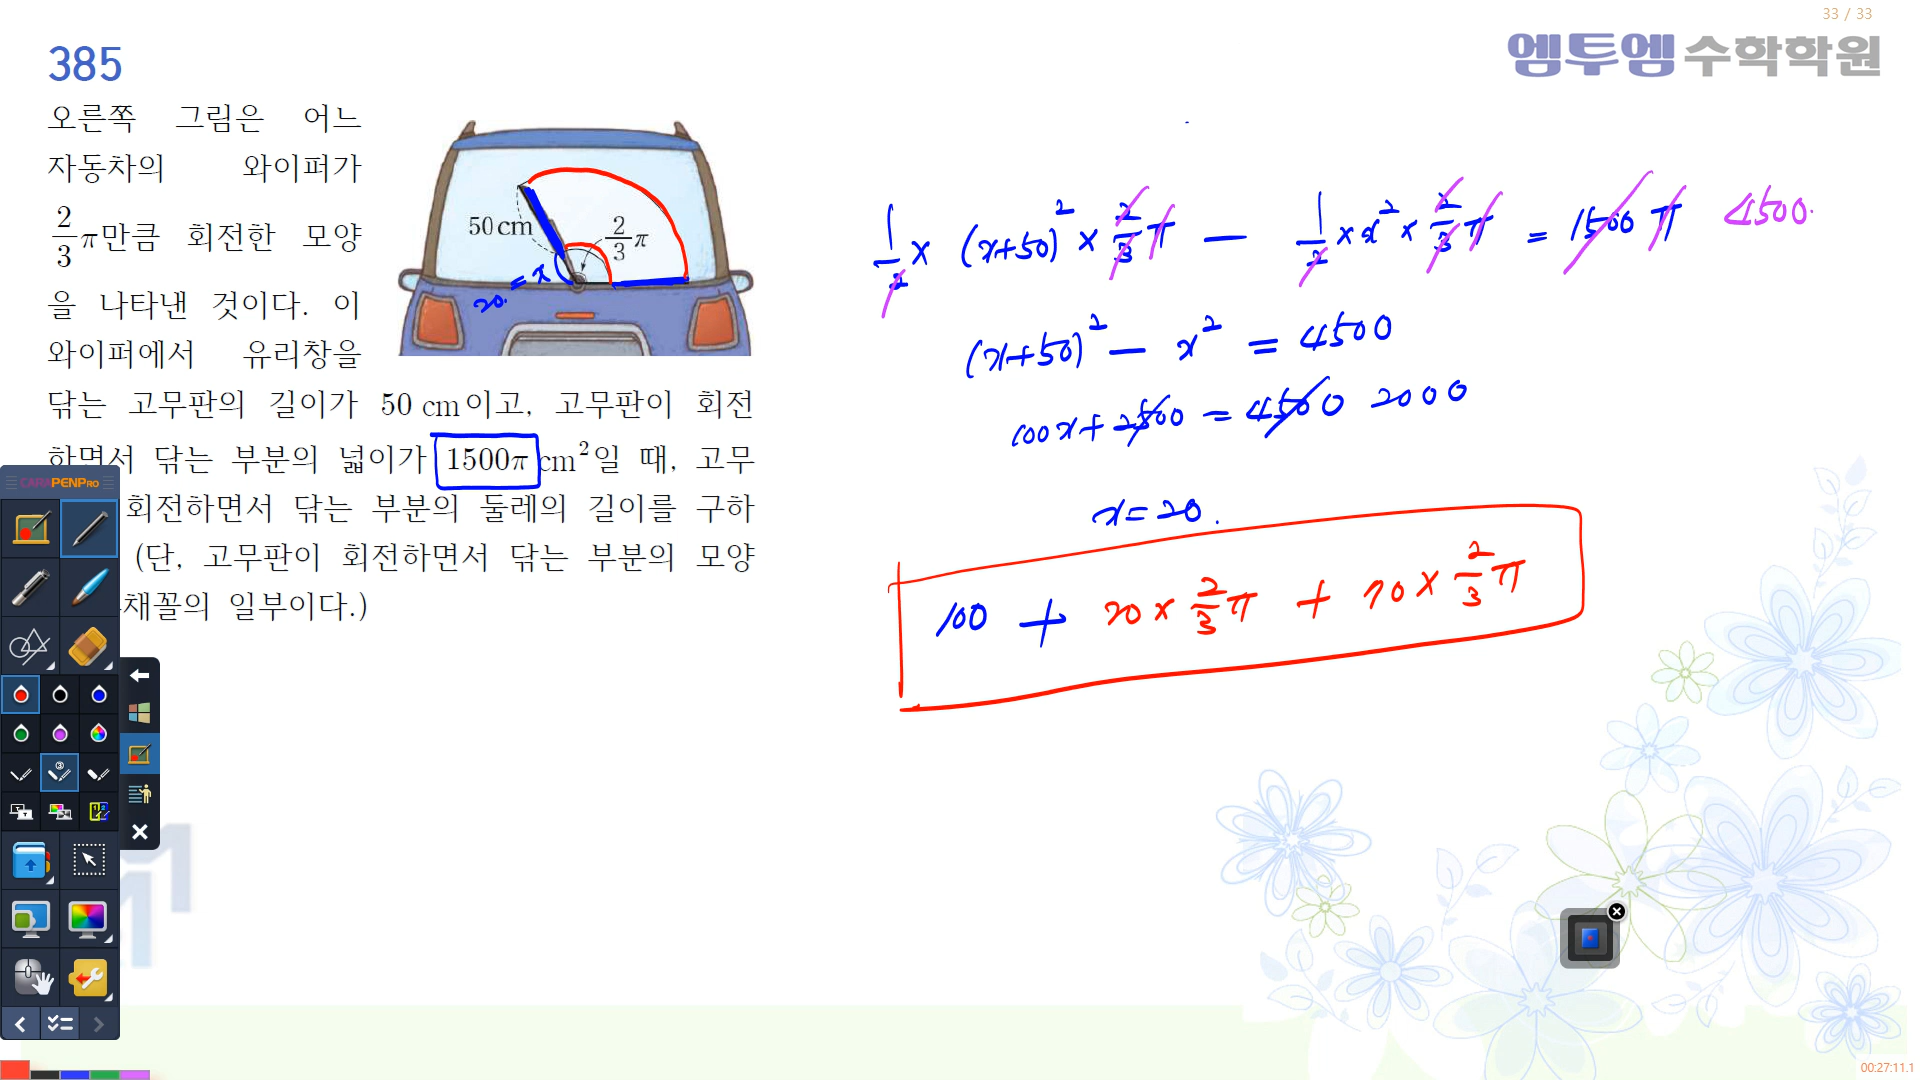 33 / 33
엠투엠 수학학원
385
오른쪽 그림은 어느
자동차의 와이퍼가
2/3 π만큼 회전한 모양
을 나타낸 것이다. 이
와이퍼에서 유리창을
닦는 고무판의 길이가 50 cm이고, 고무판이 회전
하면서 닦는 부분의 넓이가 1500π cm²일 때, 고무
회전하면서 닦는 부분의 둘레의 길이를 구하
(단, 고무판이 회전하면서 닦는 부분의 모양
채꼴의 일부이다.)
50 cm
2/3 π
20. = x
1/2 × (x+50)² × 2/3 π − 1/2 × x² × 2/3 π = 1500 π 4500.
(x+50)² − x² = 4500
100x + 2500 = 4500 2000
x = 20.
100 + 20 × 2/3 π + 70 × 2/3 π
CARAPENPRO
00:27:11.1